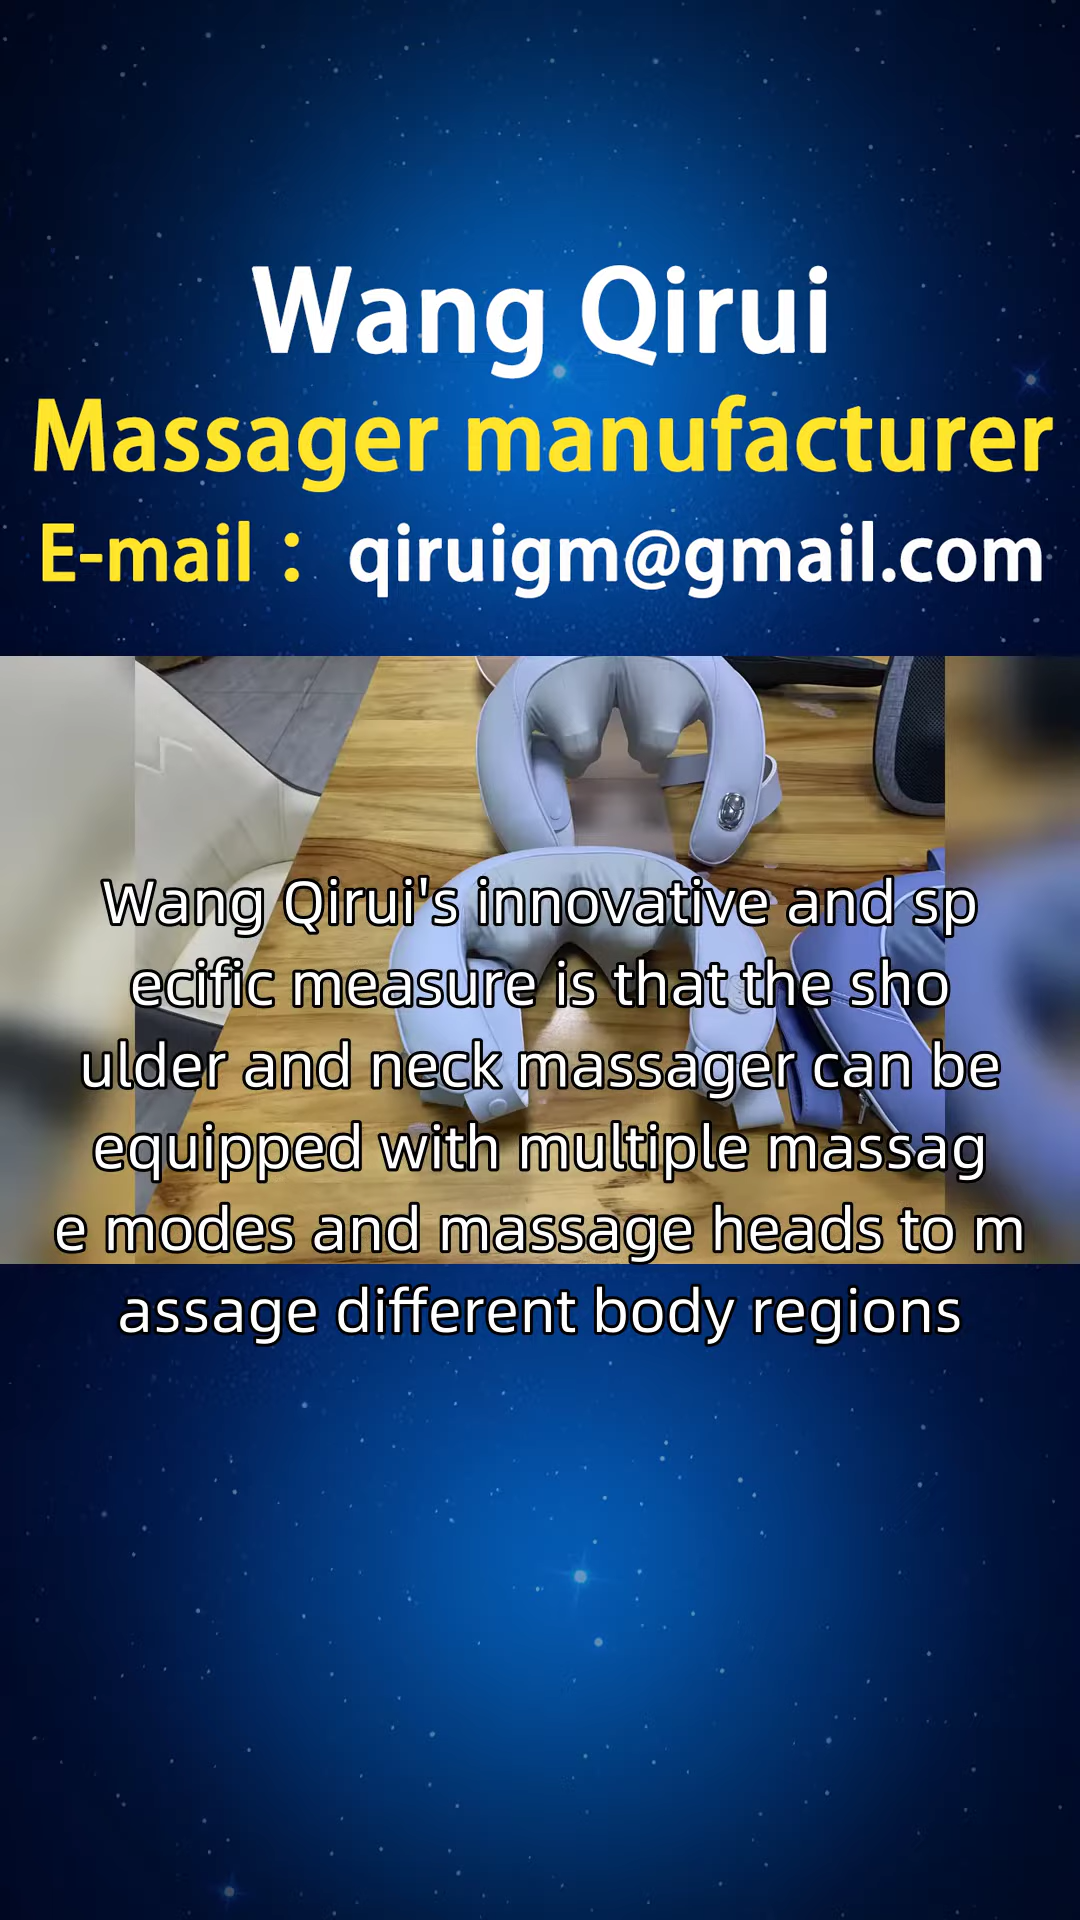 Wang Qirui
Massager manufacturer
E-mail： qiruigm@gmail.com
Wang Qirui's innovative and sp
ecific measure is that the sho
ulder and neck massager can be
equipped with multiple massag
e modes and massage heads to m
assage different body regions